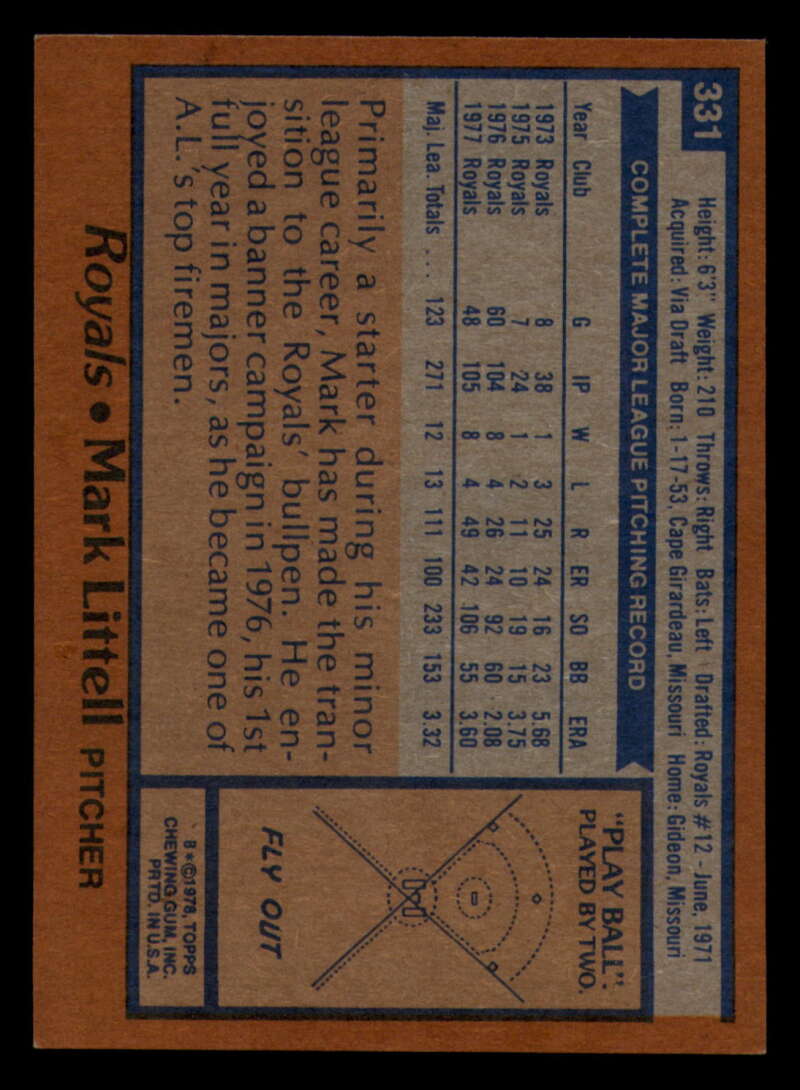 331
Height: 6'3" Weight: 210 Throws: Right Bats: Left Drafted: Royals #12 - June, 1971
Acquired: Via Draft Born: 1-17-53, Cape Girardeau, Missouri Home: Gideon, Missouri
COMPLETE MAJOR LEAGUE PITCHING RECORD
Year Club G IP W L R ER SO BB ERA
1973 Royals 8 38 1 3 25 24 16 23 5.68
1975 Royals 7 24 1 2 11 10 19 15 3.75
1976 Royals 60 104 8 4 26 24 92 60 2.08
1977 Royals 48 105 8 4 49 42 106 55 3.60
Maj. Lea. Totals ... 123 271 12 13 111 100 233 153 3.32
Primarily a starter during his minor
league career, Mark has made the tran-
sition to the Royals' bullpen. He en-
joyed a banner campaign in 1976, his 1st
full year in majors, as he became one of
A.L.'s top firemen.
"PLAY BALL":
PLAYED BY TWO.
FLY OUT
B*©1978, TOPPS
CHEWING GUM, INC.
PRTD. IN U.S.A.
Royals • Mark Littell PITCHER